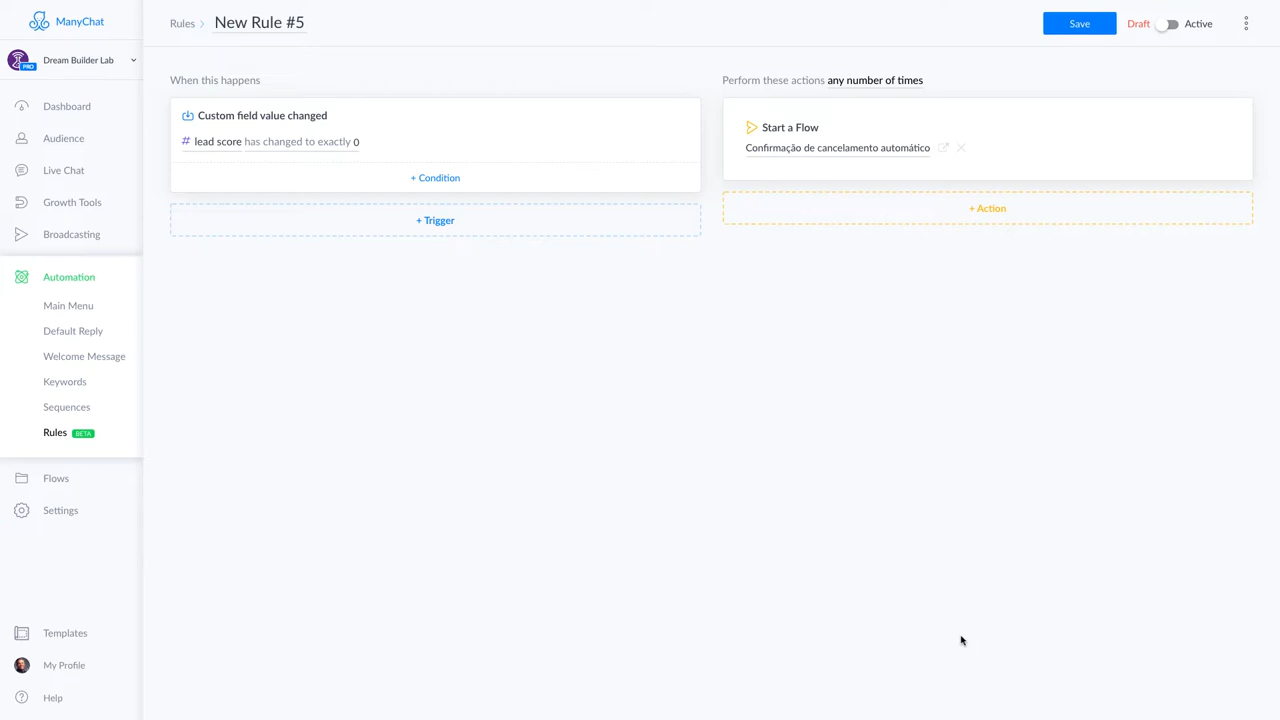 ManyChat
Rules
New Rule #5
Save
Draft
Active
PRO
Dream Builder Lab
When this happens
Perform these actions any number of times
Dashboard
Audience
Live Chat
Growth Tools
Broadcasting
Automation
Main Menu
Default Reply
Welcome Message
Keywords
Sequences
Rules BETA
Flows
Settings
Templates
My Profile
Help
Custom field value changed
# lead score has changed to exactly 0
+ Condition
+ Trigger
Start a Flow
Confirmação de cancelamento automático
+ Action